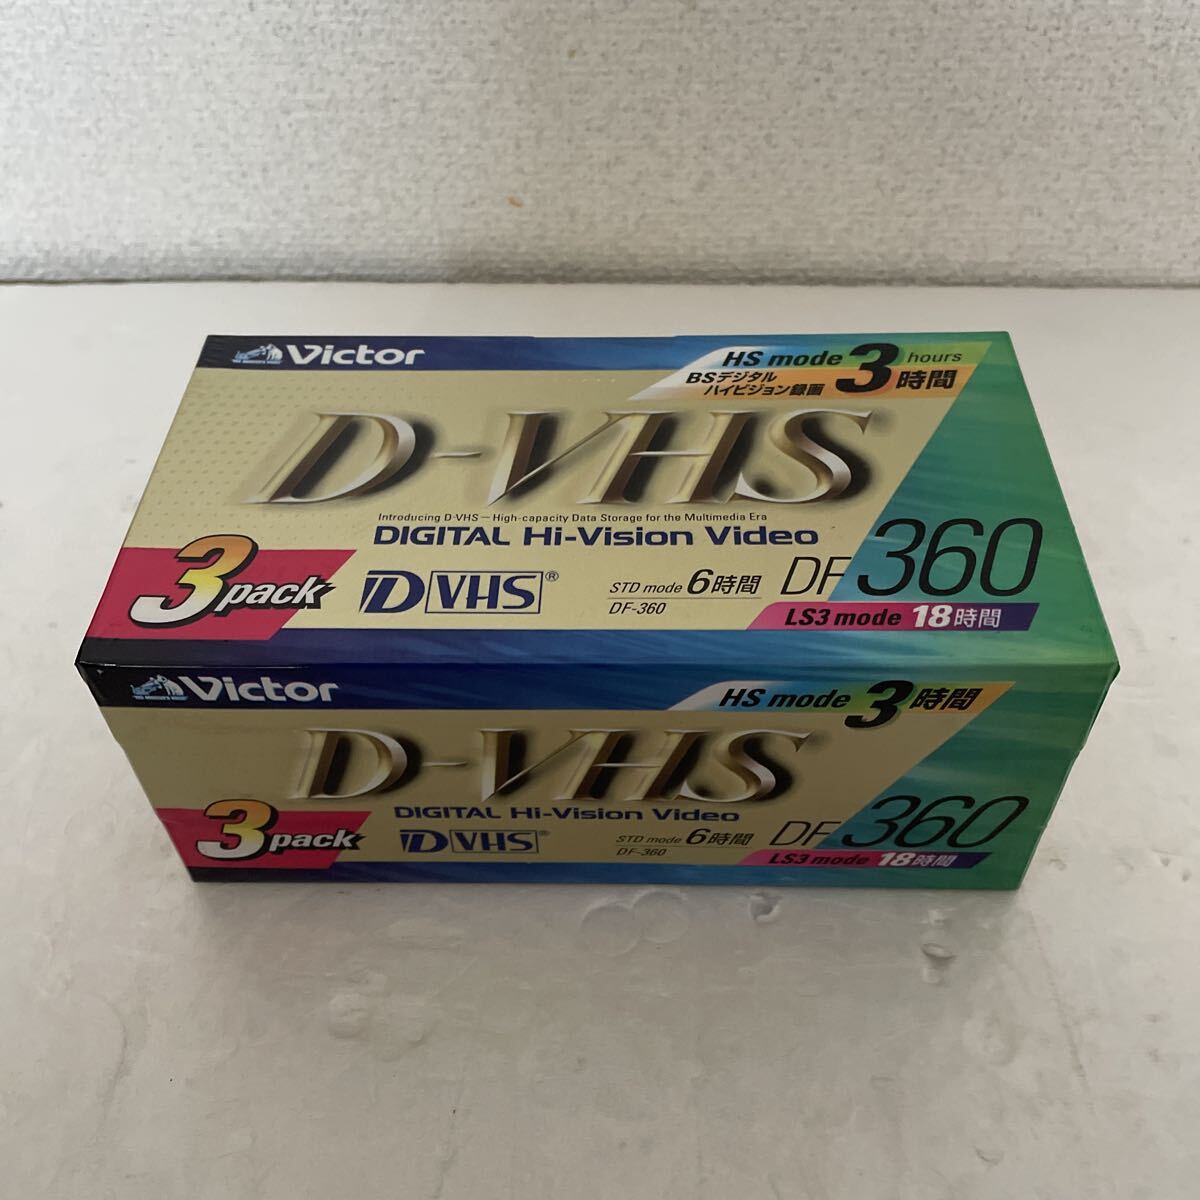 Victor
HS mode 3 hours
BSデジタル
ハイビジョン録画
時間
D-VHS
Introducing D-VHS — High-capacity Data Storage for the Multimedia Era
DIGITAL Hi-Vision Video
3pack
D VHS®
STD mode 6時間
DF-360
DF 360
LS3 mode 18時間
Victor
HS mode 3時間
D-VHS
DIGITAL Hi-Vision Video
3pack
D VHS®
STD mode 6時間
DF-360
DF 360
LS3 mode 18時間